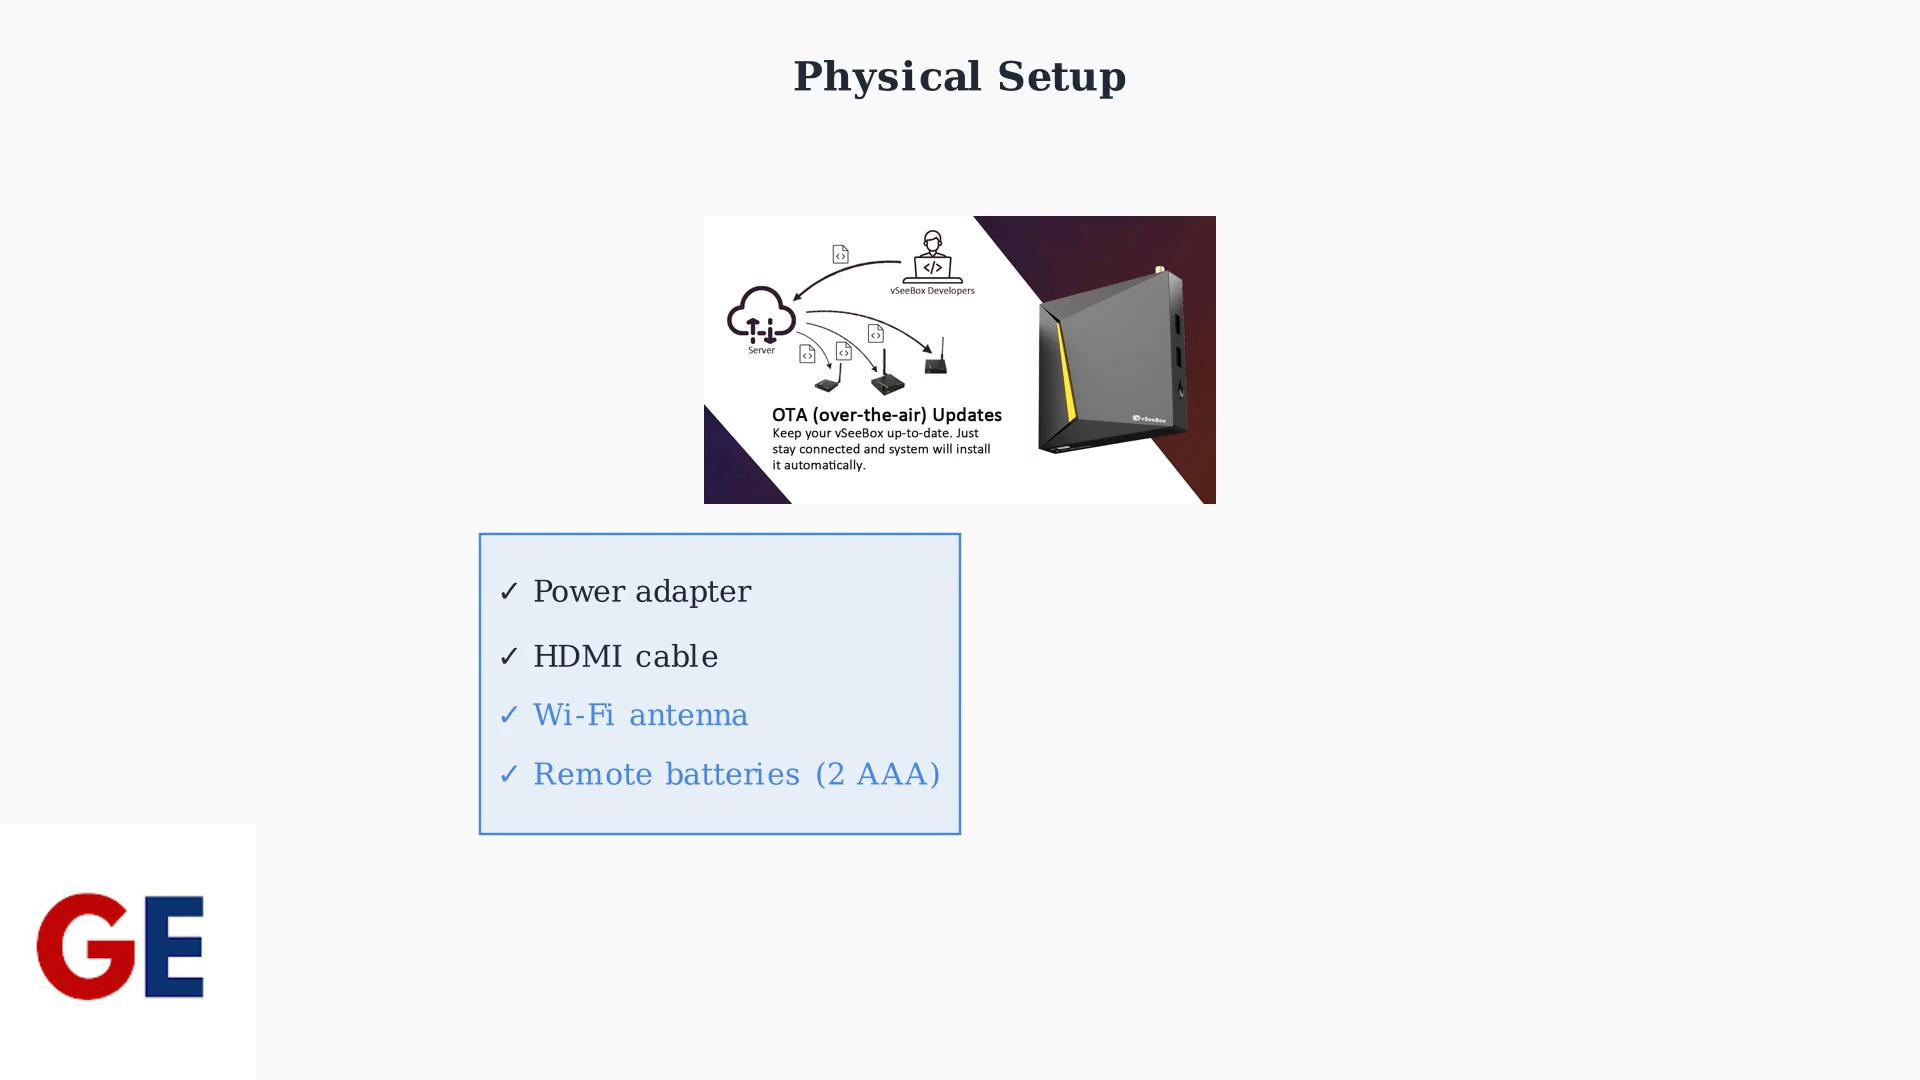 Physical Setup
vSeeBox Developers
Server
OTA (over-the-air) Updates
Keep your vSeeBox up-to-date. Just
stay connected and system will install
it automatically.
vSeeBox
✓ Power adapter
✓ HDMI cable
✓ Wi-Fi antenna
✓ Remote batteries (2 AAA)
GE